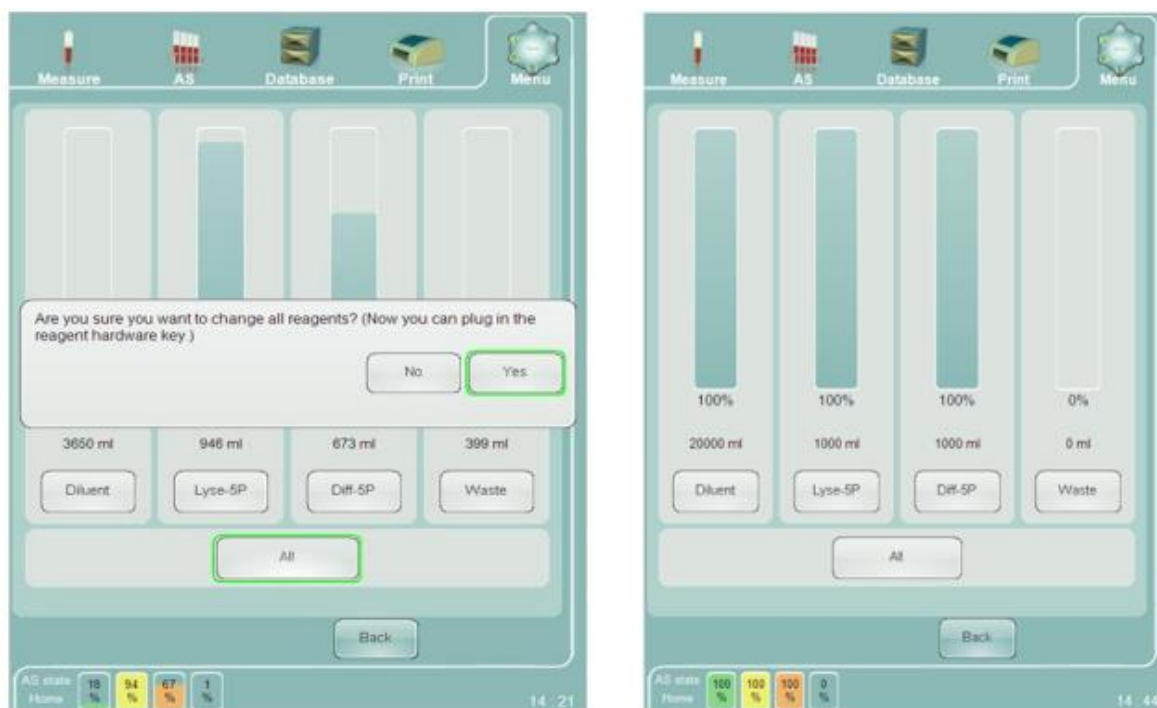 Measure AS Database Print Menu
Are you sure you want to change all reagents? (Now you can plug in the
reagent hardware key.)
No Yes
3650 ml 946 ml 673 ml 399 ml
Diluent Lyse-5P Diff-5P Waste
All
Back
AS state
Home
18 % 94 % 67 % 1 %
14 : 21
Measure AS Database Print Menu
100% 100% 100% 0%
20000 ml 1000 ml 1000 ml 0 ml
Diluent Lyse-5P Diff-5P Waste
All
Back
AS state
Home
100 % 100 % 100 % 0 %
14 : 44